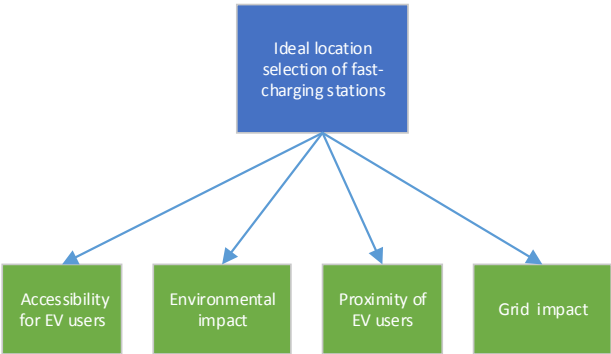 Ideal location
selection of fast-
charging stations
Accessibility
for EV users
Environmental
impact
Proximity of
EV users
Grid impact